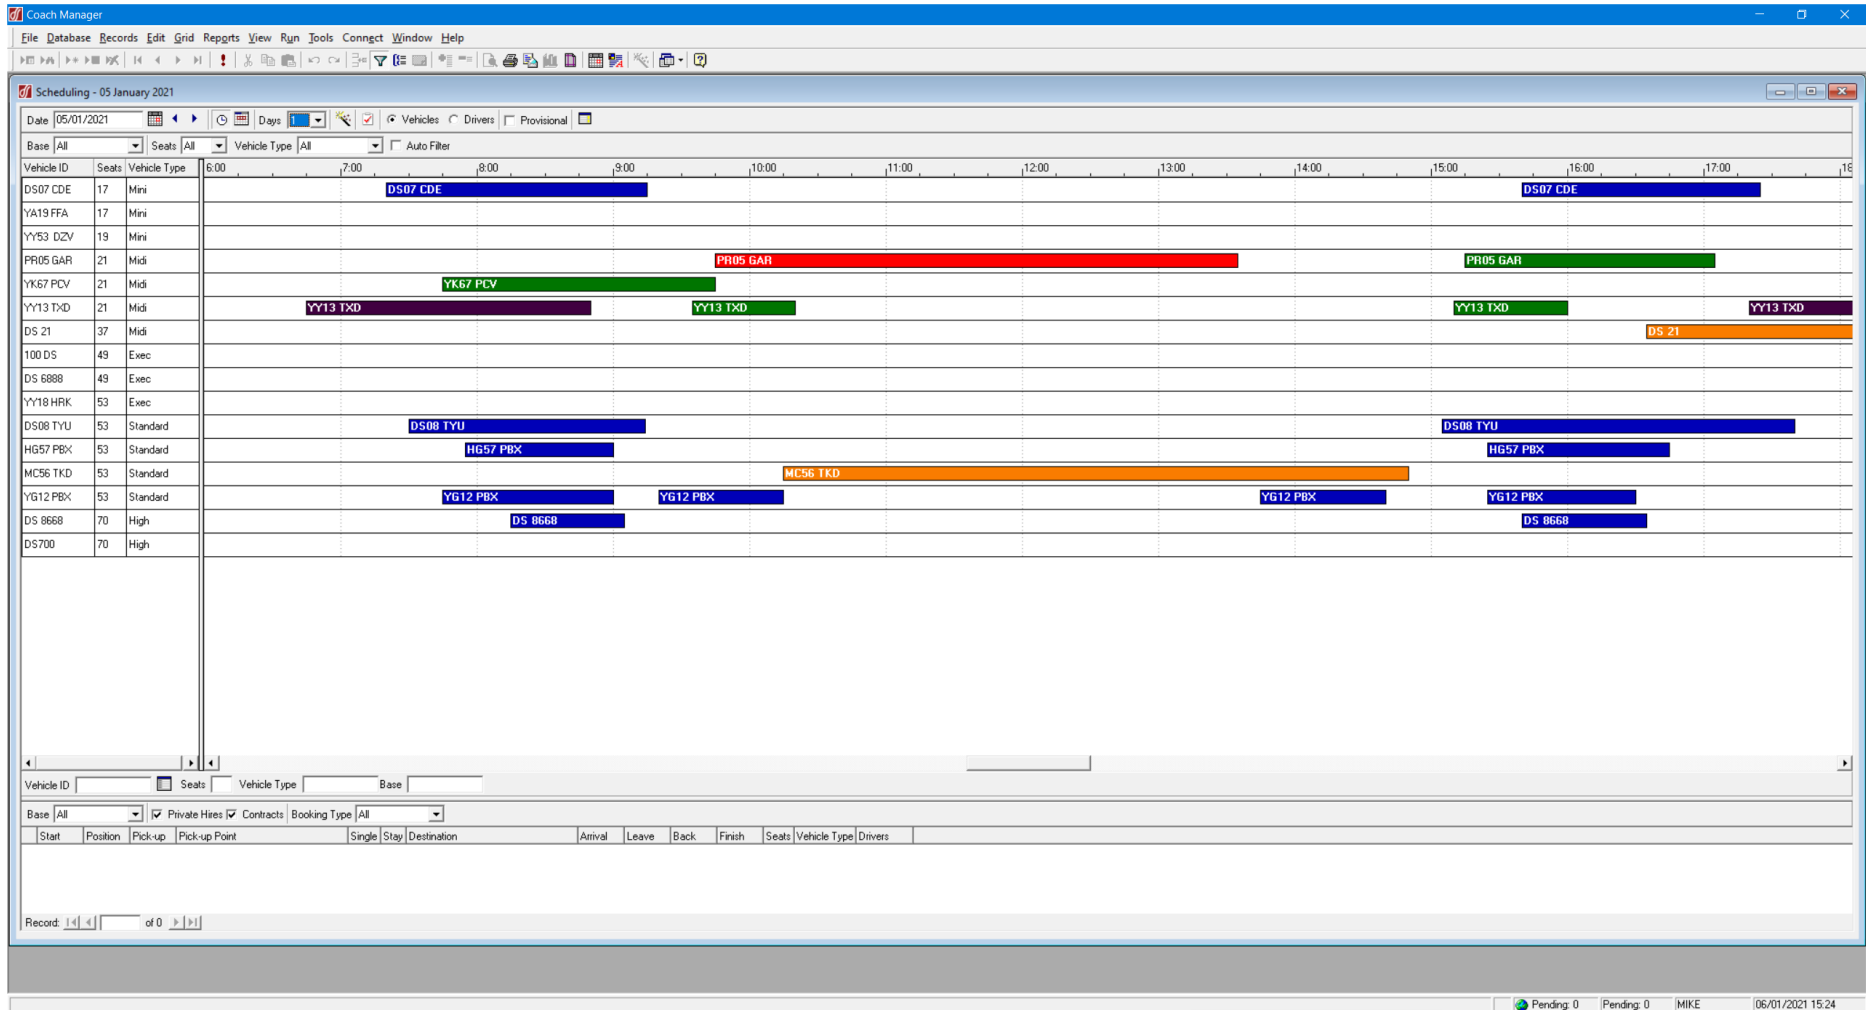 Coach Manager
File Database Records Edit Grid Reports View Run Tools Connect Window Help
Scheduling - 05 January 2021
Date 05/01/2021 Days 1 Vehicles Drivers Provisional
Base All Seats All Vehicle Type All Auto Filter
Vehicle ID Seats Vehicle Type 6:00 7:00 8:00 9:00 10:00 11:00 12:00 13:00 14:00 15:00 16:00 17:00 18
DS07 CDE 17 Mini DS07 CDE DS07 CDE
YA19 FFA 17 Mini
YY53 DZV 19 Mini
PR05 GAR 21 Midi PR05 GAR PR05 GAR
YK67 PCV 21 Midi YK67 PCV
YY13 TXD 21 Midi YY13 TXD YY13 TXD YY13 TXD YY13 TXD
DS 21 37 Midi DS 21
100 DS 49 Exec
DS 6888 49 Exec
YY18 HRK 53 Exec
DS08 TYU 53 Standard DS08 TYU DS08 TYU
HG57 PBX 53 Standard HG57 PBX HG57 PBX
MC56 TKD 53 Standard MC56 TKD
YG12 PBX 53 Standard YG12 PBX YG12 PBX YG12 PBX YG12 PBX
DS 8668 70 High DS 8668 DS 8668
DS700 70 High
Vehicle ID Seats Vehicle Type Base
Base All Private Hires Contracts Booking Type All
Start Position Pick-up Pick-up Point Single Stay Destination Arrival Leave Back Finish Seats Vehicle Type Drivers
Record: of 0
Pending: 0 Pending: 0 MIKE 06/01/2021 15:24